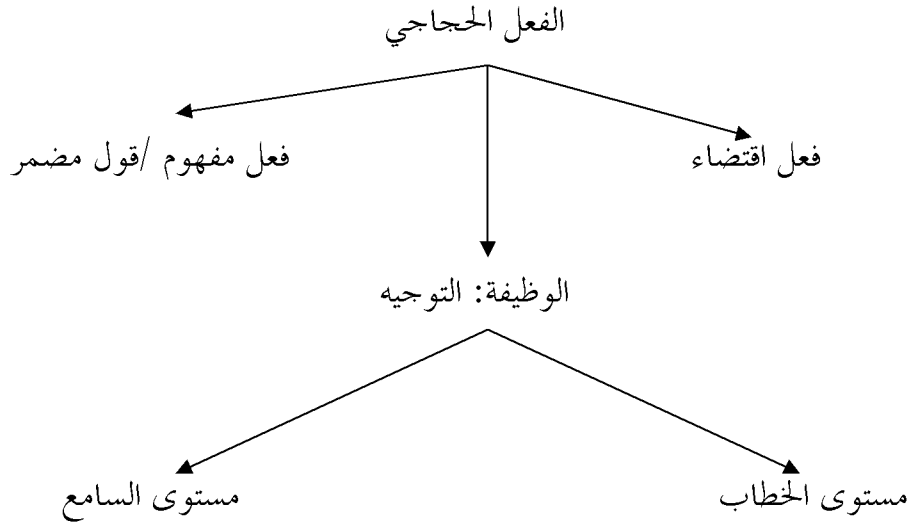 الفعل الحجاجي
فعل اقتضاء
فعل مفهوم /قول مضمر
الوظيفة: التوجيه
مستوى الخطاب
مستوى السامع